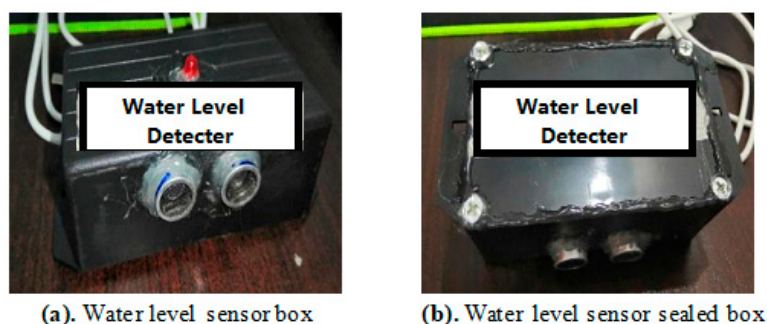 Water Level
Detecter
Water Level
Detecter
(a). Water level sensor box
(b). Water level sensor sealed box